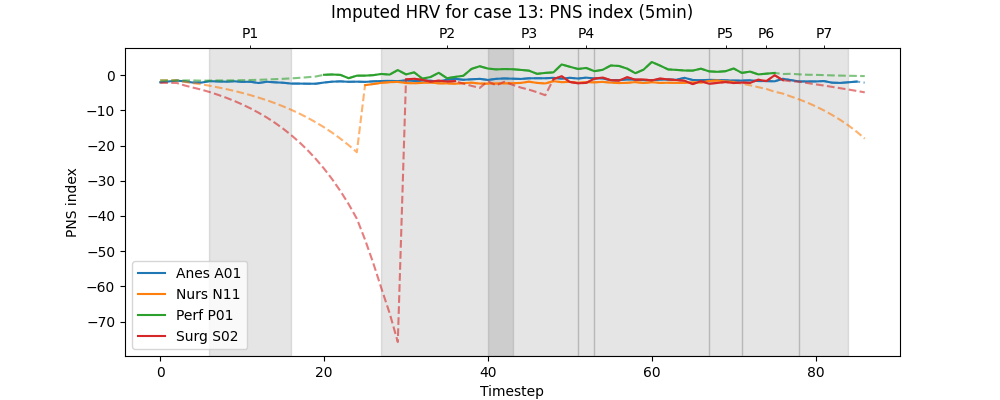 Imputed HRV for case 13: PNS index (5min)
P1 P2 P3 P4 P5 P6 P7
0
−10
−20
−30
−40
−50
−60
−70
PNS index
Anes A01
Nurs N11
Perf P01
Surg S02
0 20 40 60 80
Timestep